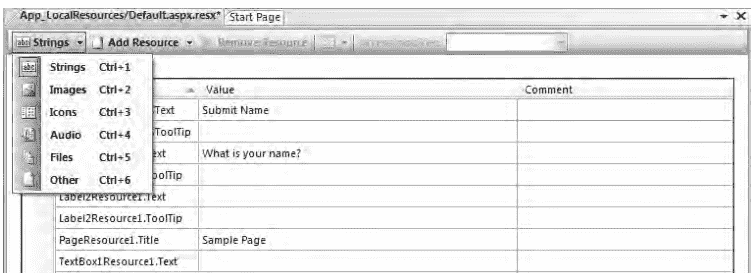 App_LocalResources/Default.aspx.resx* Start Page
Strings Add Resource Remove Resource
Strings Ctrl+1
Images Ctrl+2
Icons Ctrl+3
Audio Ctrl+4
Files Ctrl+5
Other Ctrl+6
Value Comment
Text Submit Name
ToolTip
ext What is your name?
oolTip
Label2Resource1.Text
Label2Resource1.ToolTip
PageResource1.Title Sample Page
TextBox1Resource1.Text